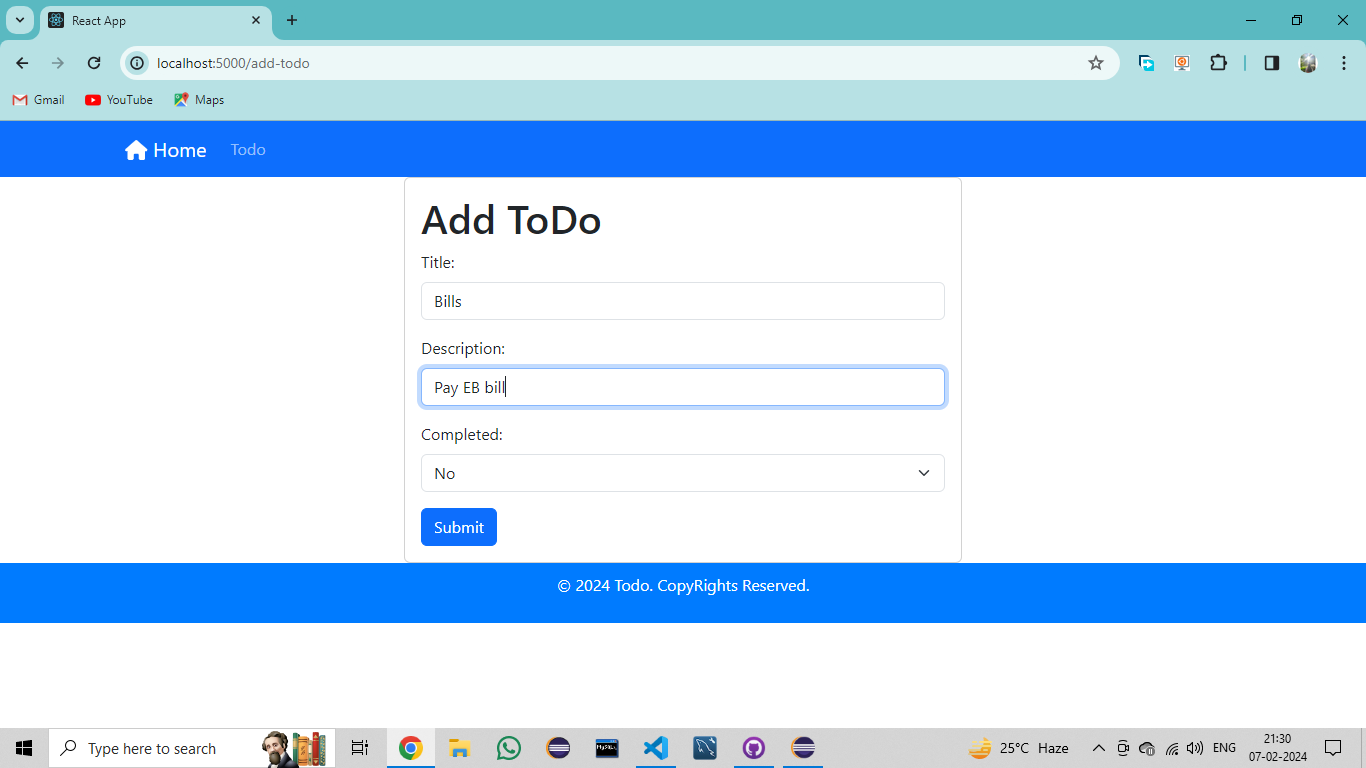 React App
localhost:5000/add-todo
Gmail YouTube Maps
Home Todo
Add ToDo
Title:
Bills
Description:
Pay EB bill
Completed:
No
Submit
© 2024 Todo. CopyRights Reserved.
Type here to search
MySQL
25°C Haze
ENG
21:30
07-02-2024